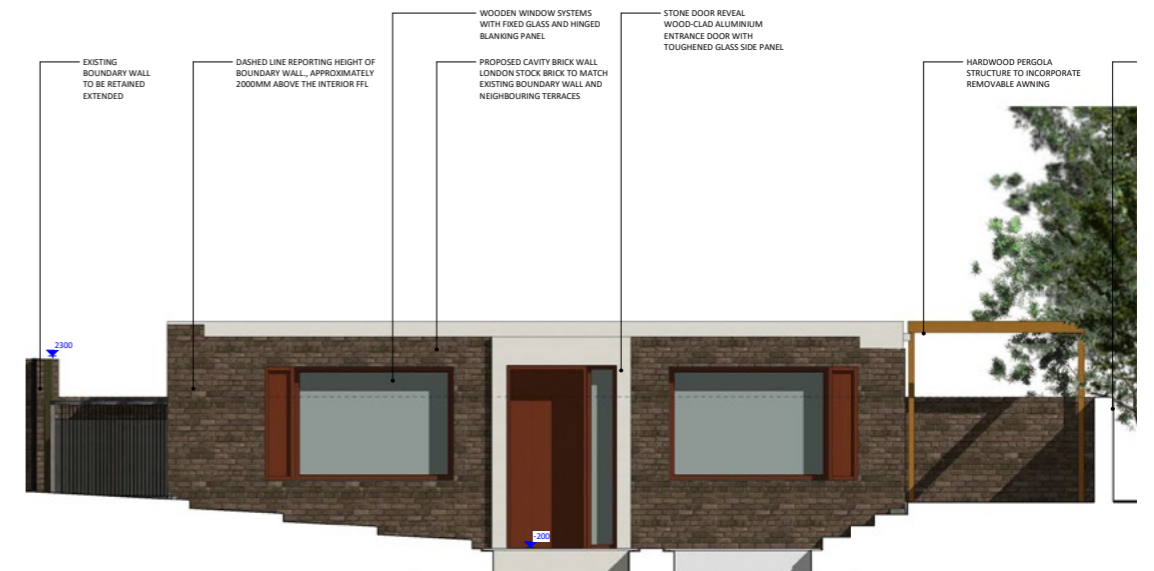 WOODEN WINDOW SYSTEMS
WITH FIXED GLASS AND HINGED
BLANKING PANEL
STONE DOOR REVEAL
WOOD-CLAD ALUMINIUM
ENTRANCE DOOR WITH
TOUGHENED GLASS SIDE PANEL
EXISTING
BOUNDARY WALL
TO BE RETAINED
EXTENDED
DASHED LINE REPORTING HEIGHT OF
BOUNDARY WALL., APPROXIMATELY
2000MM ABOVE THE INTERIOR FFL
PROPOSED CAVITY BRICK WALL
LONDON STOCK BRICK TO MATCH
EXISTING BOUNDARY WALL AND
NEIGHBOURING TERRACES
HARDWOOD PERGOLA
STRUCTURE TO INCORPORATE
REMOVABLE AWNING
2300
-200